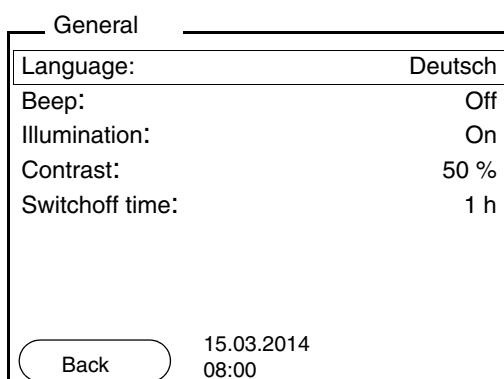 General
Language: Deutsch
Beep: Off
Illumination: On
Contrast: 50 %
Switchoff time: 1 h
Back
15.03.2014
08:00